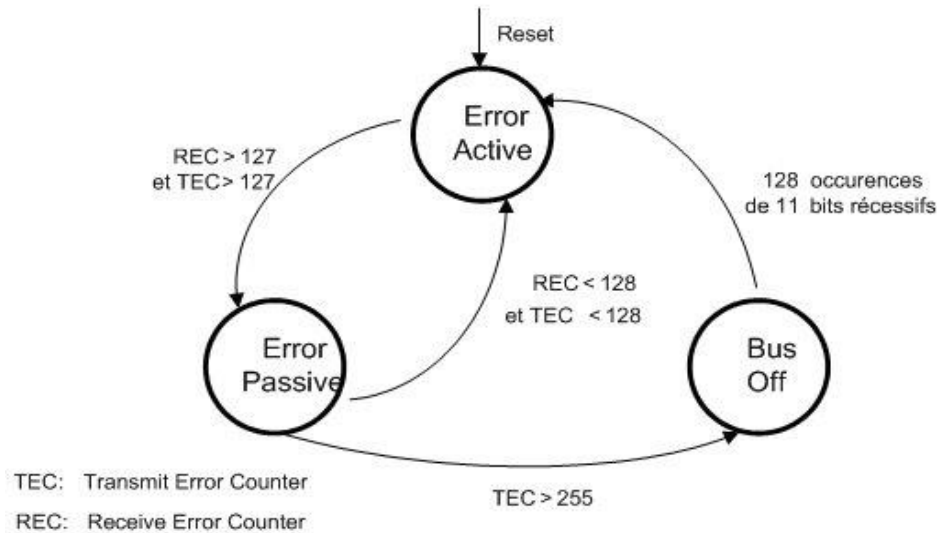 Reset
Error
Active
REC > 127
et TEC > 127
128 occurences
de 11 bits récessifs
REC < 128
et TEC < 128
Error
Passive
Bus
Off
TEC > 255
TEC: Transmit Error Counter
REC: Receive Error Counter